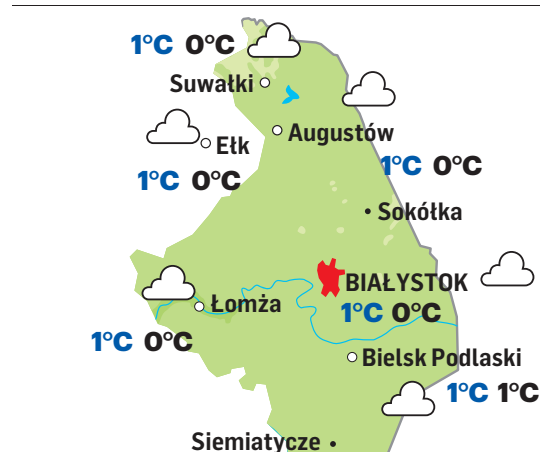 1°C 0°C
Suwałki
Augustów
Ełk
1°C 0°C
1°C 0°C
Sokółka
BIAŁYSTOK
Łomża
1°C 0°C
1°C 0°C
Bielsk Podlaski
1°C 1°C
Siemiatycze